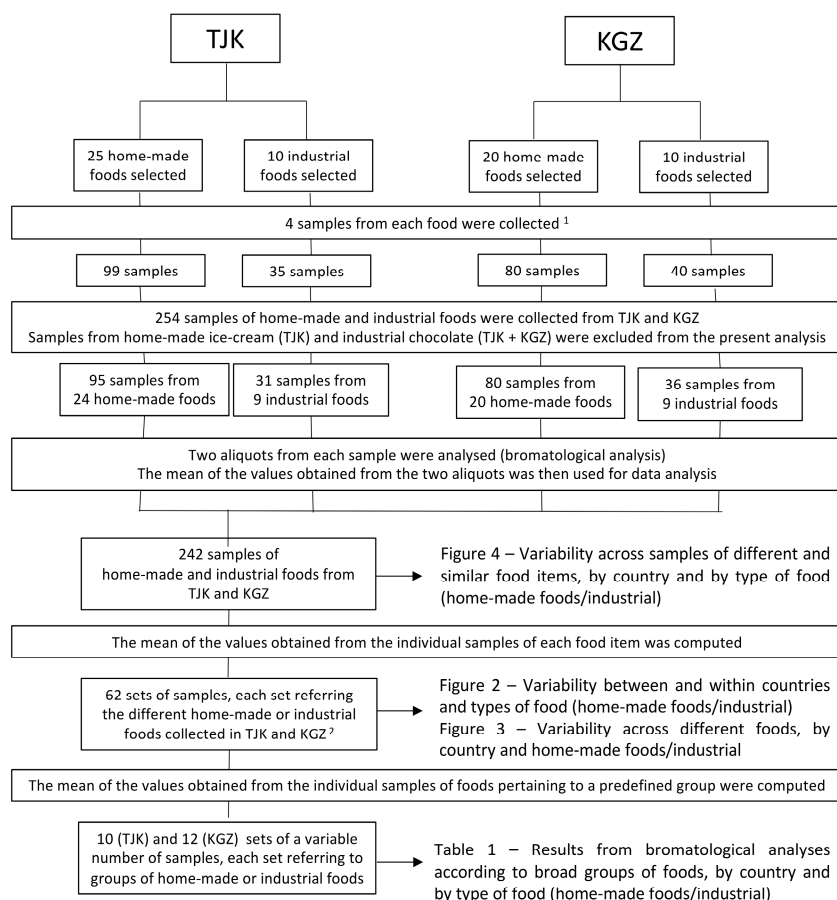 TJK
KGZ
25 home-made
foods selected
10 industrial
foods selected
20 home-made
foods selected
10 industrial
foods selected
4 samples from each food were collected 1
99 samples
35 samples
80 samples
40 samples
254 samples of home-made and industrial foods were collected from TJK and KGZ
Samples from home-made ice-cream (TJK) and industrial chocolate (TJK + KGZ) were excluded from the present analysis
95 samples from
24 home-made foods
31 samples from
9 industrial foods
80 samples from
20 home-made foods
36 samples from
9 industrial foods
Two aliquots from each sample were analysed (bromatological analysis)
The mean of the values obtained from the two aliquots was then used for data analysis
242 samples of
home-made and industrial foods from
TJK and KGZ
Figure 4 – Variability across samples of different and
similar food items, by country and by type of food
(home-made foods/industrial)
The mean of the values obtained from the individual samples of each food item was computed
62 sets of samples, each set referring
the different home-made or industrial
foods collected in TJK and KGZ 2
Figure 2 – Variability between and within countries
and types of food (home-made foods/industrial)
Figure 3 – Variability across different foods, by
country and home-made foods/industrial
The mean of the values obtained from the individual samples of foods pertaining to a predefined group were computed
10 (TJK) and 12 (KGZ) sets of a variable
number of samples, each set referring to
groups of home-made or industrial foods
Table 1 – Results from bromatological analyses
according to broad groups of foods, by country and
by type of food (home-made foods/industrial)